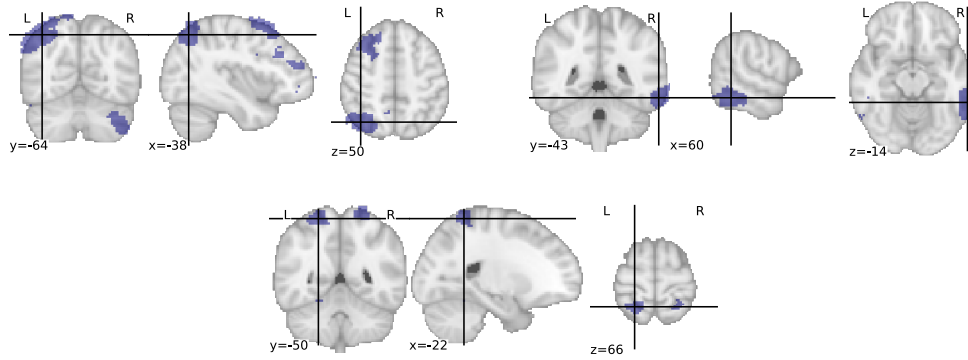 L R
y=-64 x=-38
L R
z=50
L R
y=-43 x=60
L R
z=-14
L R
y=-50 x=-22
L R
z=66